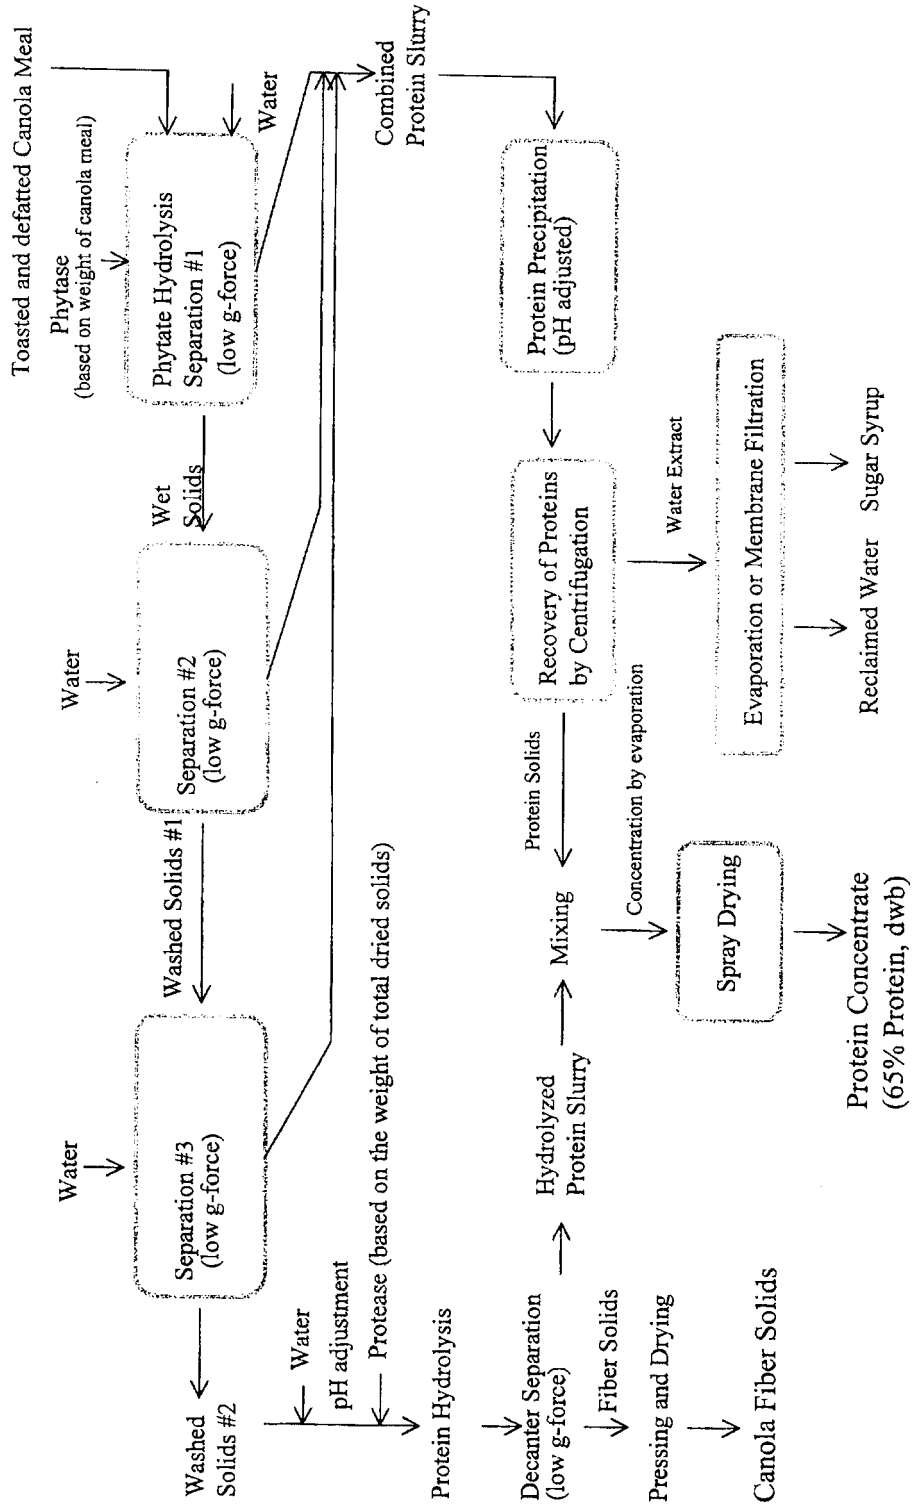 Toasted and defatted Canola Meal
Phytase
(based on weight of canola meal)
Water
Phytate Hydrolysis
Separation #1
(low g-force)
Wet
Solids
Water
Separation #2
(low g-force)
Washed Solids #1
Water
Separation #3
(low g-force)
Washed
Solids #2
Combined
Protein Slurry
Water
pH adjustment
Protease (based on the weight of total dried solids)
Protein Hydrolysis
Decanter Separation
(low g-force)
Fiber Solids
Pressing and Drying
Canola Fiber Solids
Hydrolyzed
Protein Slurry
Mixing
Protein Solids
Protein Precipitation
(pH adjusted)
Recovery of Proteins
by Centrifugation
Water Extract
Evaporation or Membrane Filtration
Reclaimed Water
Sugar Syrup
Concentration by evaporation
Spray Drying
Protein Concentrate
(65% Protein, dwb)